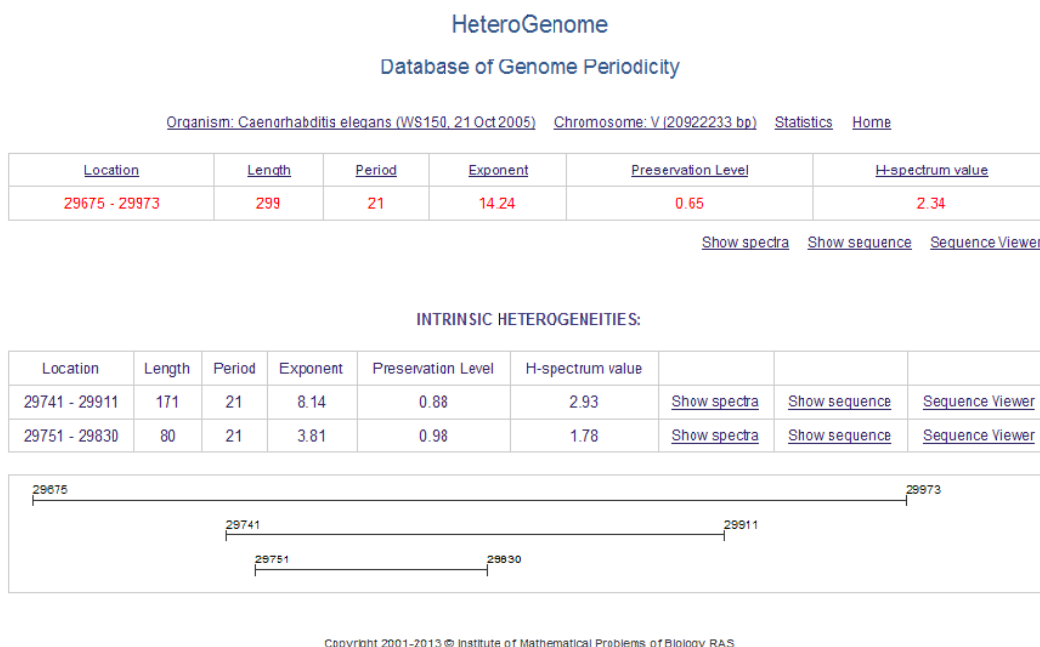 HeteroGenome
Database of Genome Periodicity
Organism: Caenorhabditis elegans (WS150, 21 Oct 2005) Chromosome: V (20922233 bp) Statistics Home
Location Length Period Exponent Preservation Level H-spectrum value
29675 - 29973 299 21 14.24 0.65 2.34
Show spectra Show sequence Sequence Viewer
INTRINSIC HETEROGENEITIES:
Location Length Period Exponent Preservation Level H-spectrum value
29741 - 29911 171 21 8.14 0.88 2.93 Show spectra Show sequence Sequence Viewer
29751 - 29830 80 21 3.81 0.98 1.78 Show spectra Show sequence Sequence Viewer
29675 29973
29741 29911
29751 29830
Copyright 2001-2013 © Institute of Mathematical Problems of Biology RAS